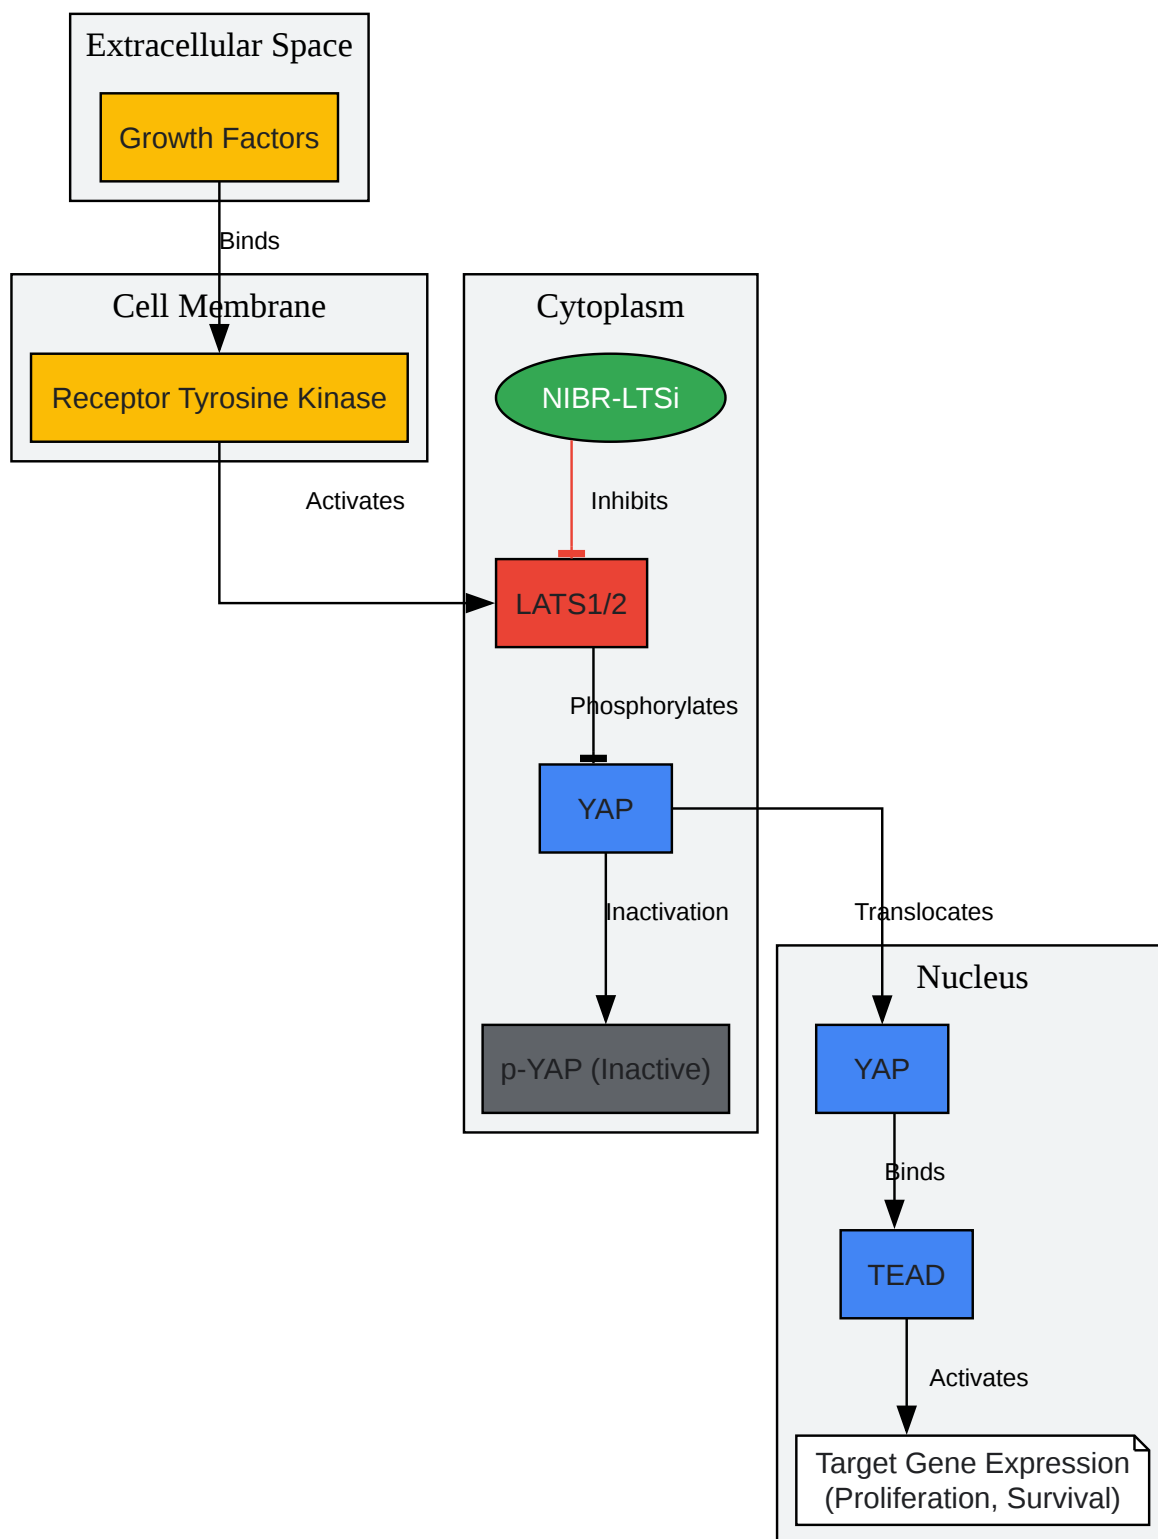 Extracellular Space
Growth Factors
Binds
Cell Membrane
Receptor Tyrosine Kinase
Activates
Cytoplasm
NIBR-LTSi
Inhibits
LATS1/2
Phosphorylates
YAP
Inactivation
p-YAP (Inactive)
Translocates
Nucleus
YAP
Binds
TEAD
Activates
Target Gene Expression
(Proliferation, Survival)